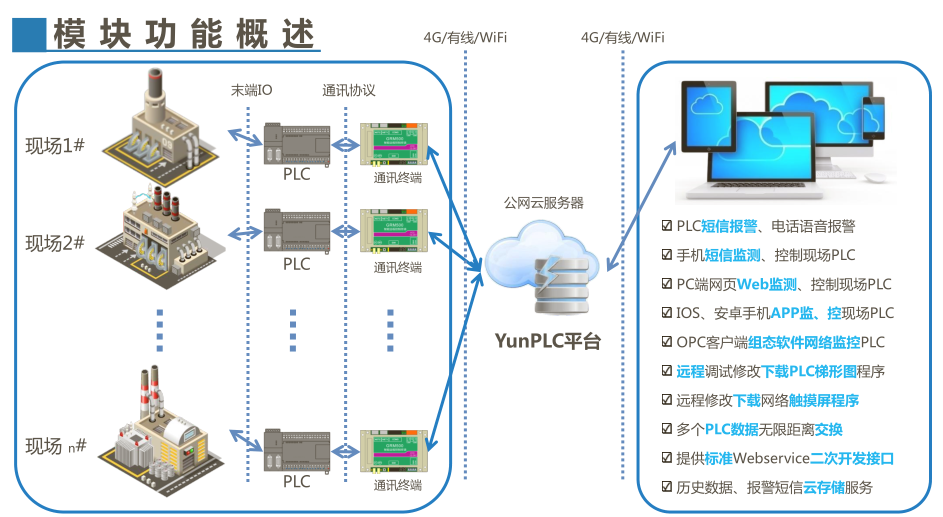 模块功能概述
4G/有线/WiFi
4G/有线/WiFi
末端IO
通讯协议
现场1#
PLC
通讯终端
现场2#
PLC
通讯终端
现场 n#
PLC
通讯终端
公网云服务器
YunPLC平台
PLC短信报警、电话语音报警
手机短信监测、控制现场PLC
PC端网页Web监测、控制现场PLC
IOS、安卓手机APP监、控现场PLC
OPC客户端组态软件网络监控PLC
远程调试修改下载PLC梯形图程序
远程修改下载网络触摸屏程序
多个PLC数据无限距离交换
提供标准Webservice二次开发接口
历史数据、报警短信云存储服务